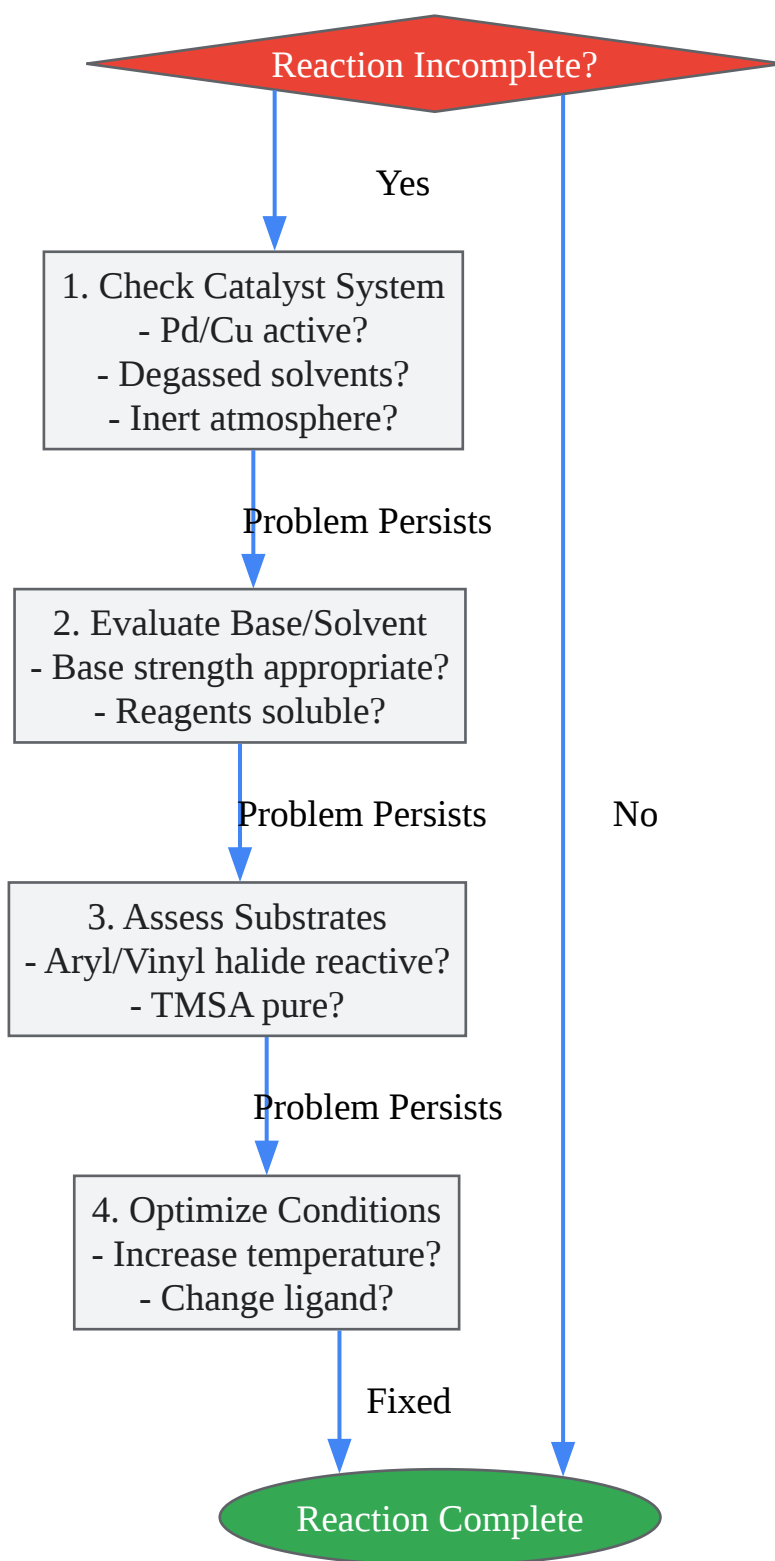 Reaction Incomplete?
Yes
1. Check Catalyst System
- Pd/Cu active?
- Degassed solvents?
- Inert atmosphere?
Problem Persists
2. Evaluate Base/Solvent
- Base strength appropriate?
- Reagents soluble?
Problem Persists
No
3. Assess Substrates
- Aryl/Vinyl halide reactive?
- TMSA pure?
Problem Persists
4. Optimize Conditions
- Increase temperature?
- Change ligand?
Fixed
Reaction Complete